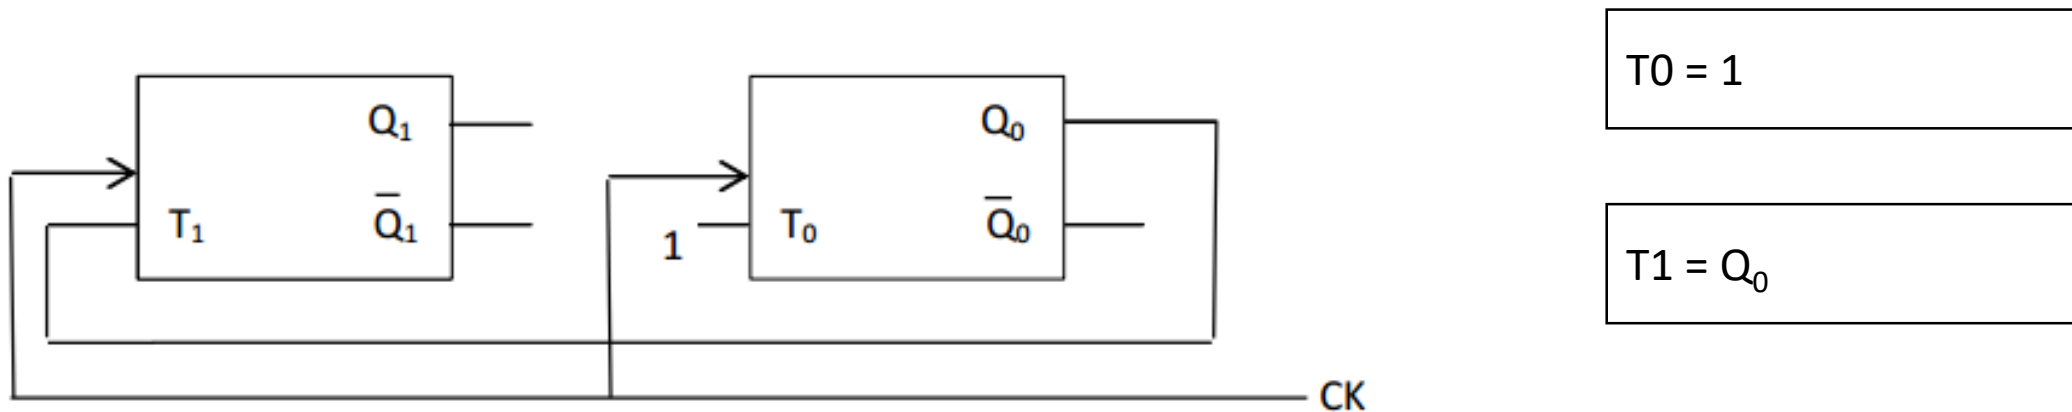 T0 = 1
Q₁
Q₀
T₁
Q̅₁
1
T₀
Q̅₀
T1 = Q₀
CK